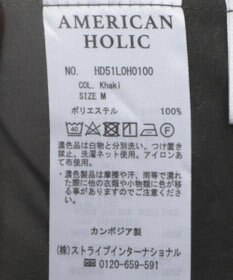 AMERICAN
HOLIC
NO. HD51L0H0100
COL. Khaki
SIZE M
ポリエステル 100%
40
濃色品は白物と分別洗い。つけ置き
禁止。洗濯ネット使用。アイロンあ
て布使用。
・濃色製品は摩擦や汗、雨等で濡れ
た際に他の衣類や小物類に色が移
る事がありますのでご注意下さい。
カンボジア製
(株)ストライプインターナショナル
☎ 0120-659-591